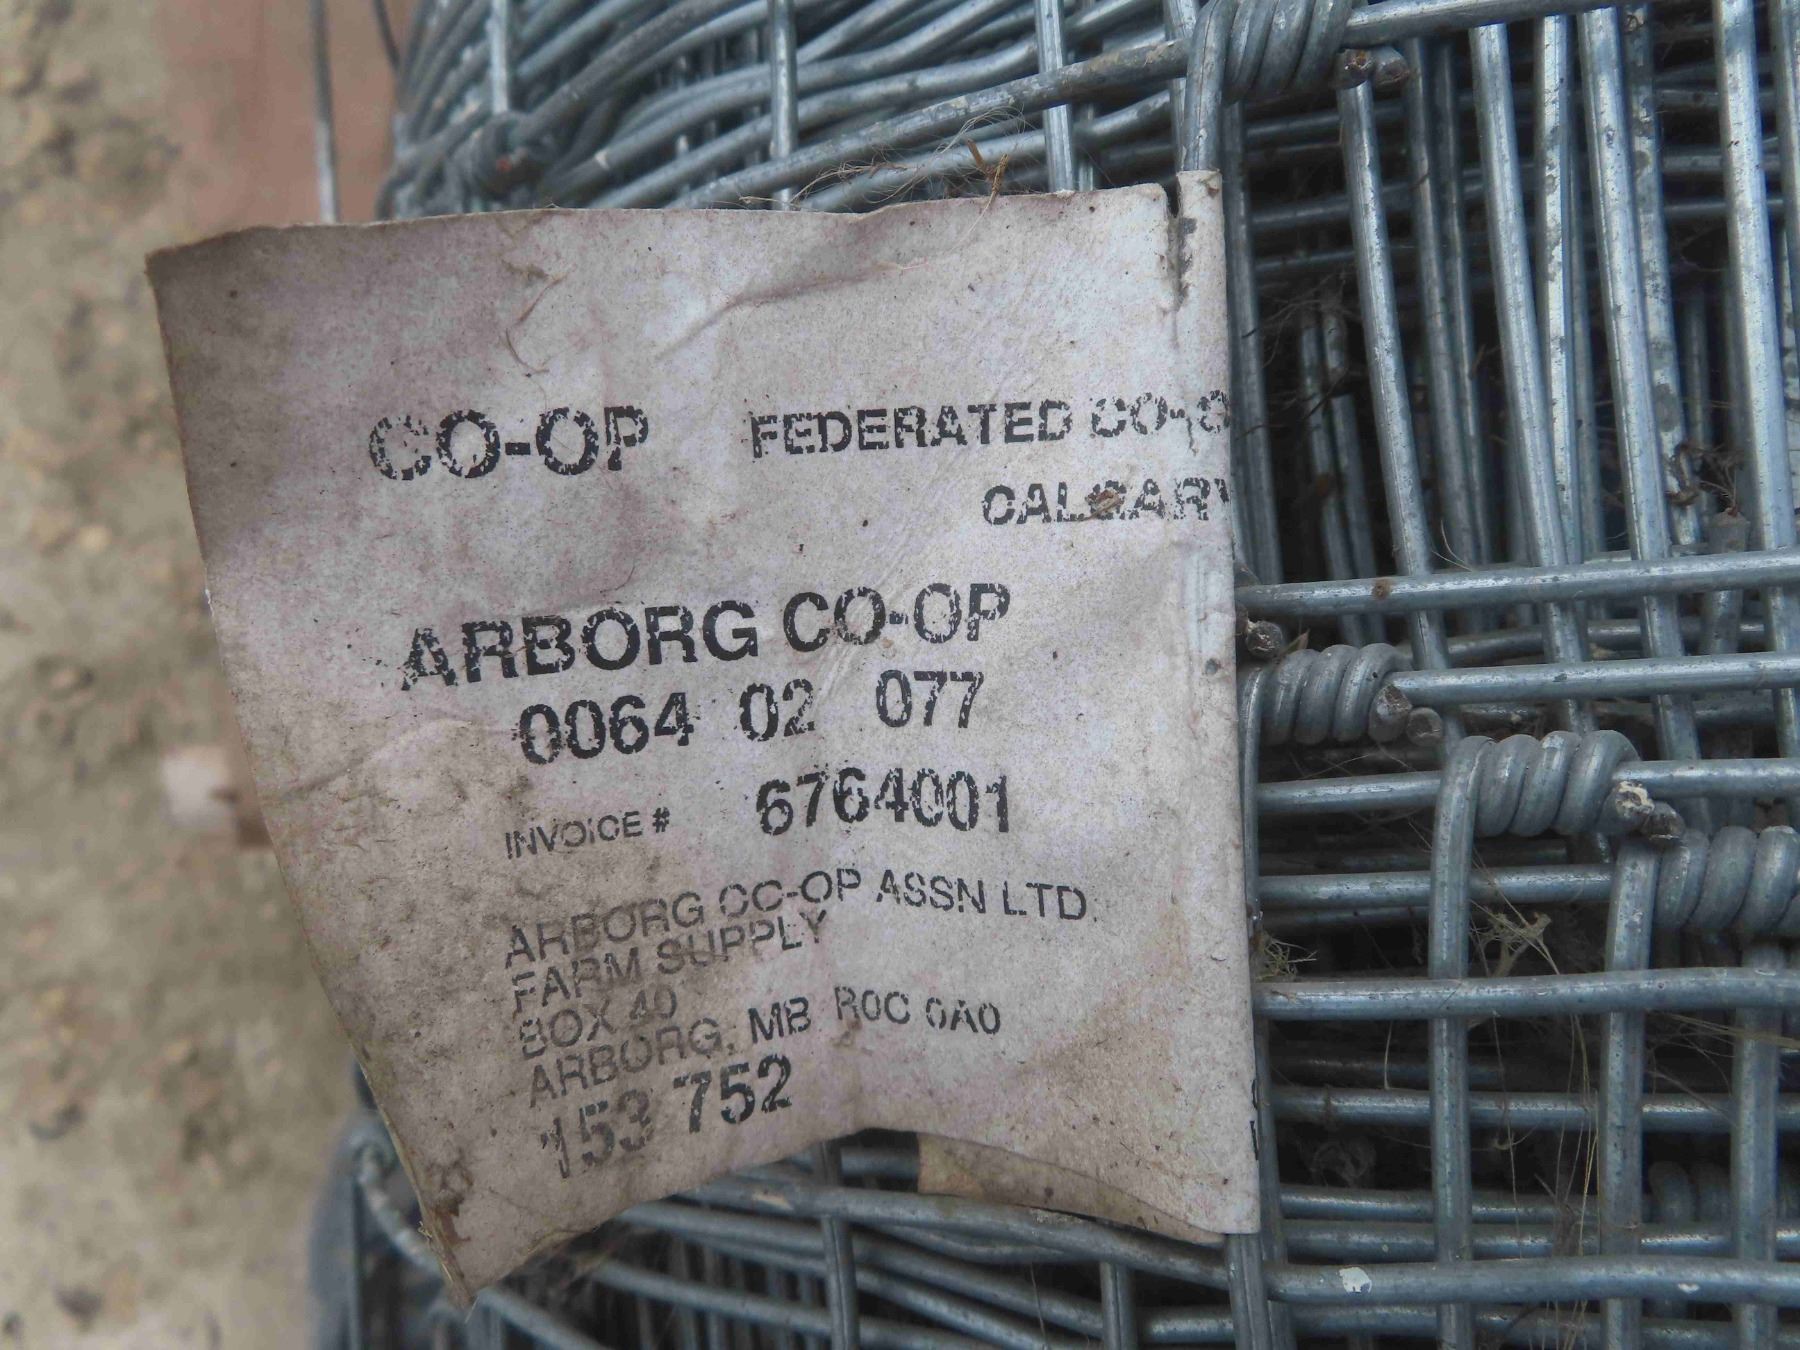 CO-OP FEDERATED CO-O
CALGARY
ARBORG CO-OP
0064 02 077
INVOICE # 6764001
ARBORG CO-OP ASSN LTD.
FARM SUPPLY
BOX 40
ARBORG, MB R0C 0A0
153 752